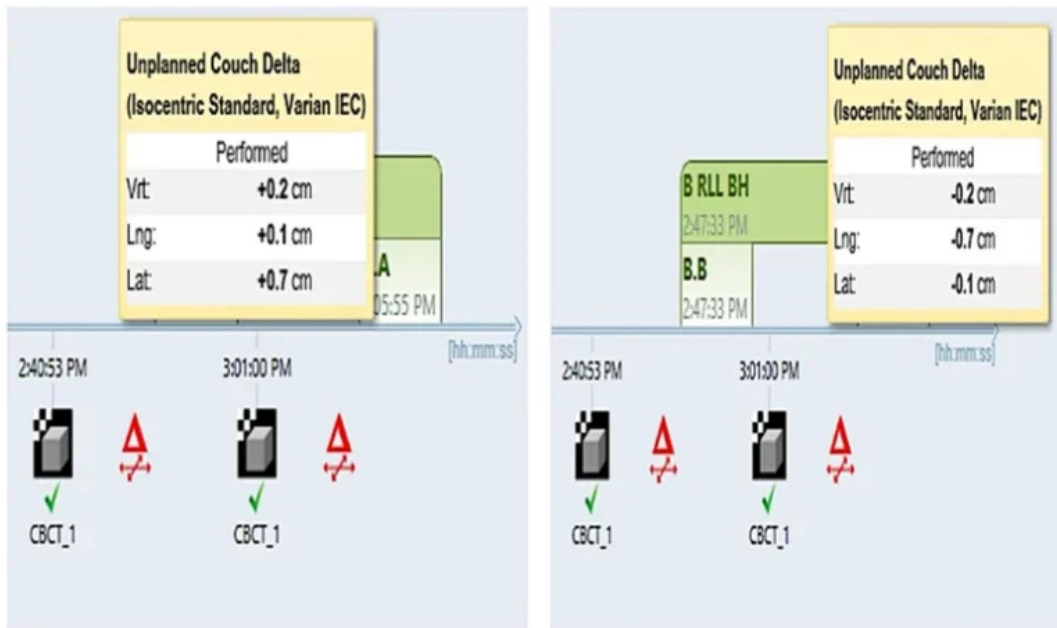 Unplanned Couch Delta
(Isocentric Standard, Varian IEC)
Performed
Vrt: +0.2 cm
Lng: +0.1 cm
Lat: +0.7 cm
.A
05:55 PM
[hh:mm:ss]
2:40:53 PM 3:01:00 PM
CBCT_1 CBCT_1
Unplanned Couch Delta
(Isocentric Standard, Varian IEC)
Performed
Vrt: -0.2 cm
Lng: -0.7 cm
Lat: -0.1 cm
B RLL BH
2:47:33 PM
B.B
2:47:33 PM
[hh:mm:ss]
2:40:53 PM 3:01:00 PM
CBCT_1 CBCT_1